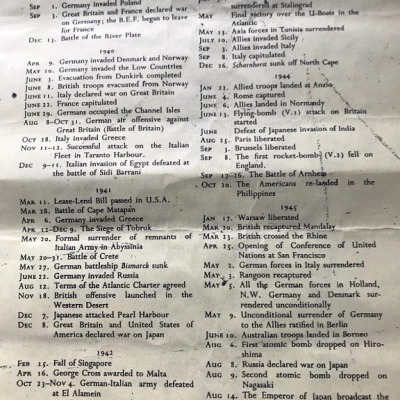 SEP 1. Germany invaded Poland
SEP 3. Great Britain and France declared war
on Germany; the B.E.F. began to leave
for France
DEC 13. Battle of the River Plate
1940
APR 9. Germany invaded Denmark and Norway
MAY 10. Germany invaded the Low Countries
JUNE 3. Evacuation from Dunkirk completed
JUNE 8. British troops evacuated from Norway
JUNE 11. Italy declared war on Great Britain
JUNE 22. France capitulated
JUNE 29. Germans occupied the Channel Isles
AUG 8-OCT 31. German air offensive against
Great Britain (Battle of Britain)
OCT 28. Italy invaded Greece
NOV 11-12. Successful attack on the Italian
Fleet in Taranto Harbour.
DEC 9-11. Italian invasion of Egypt defeated at
the battle of Sidi Barrani
1941
MAR 11. Lease-Lend Bill passed in U.S.A.
MAR 28. Battle of Cape Matapan
APR 6. Germany invaded Greece
APR 12-DEC 9. The Siege of Tobruk
MAY 20. Formal surrender of remnants of
Italian Army in Abyssinia
MAY 20-31. Battle of Crete
MAY 27. German battleship Bismarck sunk
JUNE 22. Germany invaded Russia
AUG 12. Terms of the Atlantic Charter agreed
NOV 18. British offensive launched in the
Western Desert
DEC 7. Japanese attacked Pearl Harbour
DEC 8. Great Britain and United States of
America declared war on Japan
1942
FEB 15. Fall of Singapore
APR 16. George Cross awarded to Malta
OCT 23-NOV 4. German-Italian army defeated
at El Alamein
surrendered at Stalingrad
MAY Final victory over the U-Boats in the
Atlantic
MAY 13. Axis forces in Tunisia surrendered
JULY 10. Allies invaded Sicily
SEP 3. Allies invaded Italy
SEP 8. Italy capitulated
DEC 26. Scharnhorst sunk off North Cape
1944
JAN 22. Allied troops landed at Anzio
JUNE 4. Rome captured
JUNE 6. Allies landed in Normandy
JUNE 13. Flying-bomb (V.1) attack on Britain
started
JUNE Defeat of Japanese invasion of India
AUG 25. Paris liberated
SEP 3. Brussels liberated
SEP 8. The first rocket-bomb (V.2) fell on
England.
SEP 17-26. The Battle of Arnhem
OCT 20. The Americans re-landed in the
Philippines
1945
JAN 17. Warsaw liberated
MAR 20. British recaptured Mandalay
MAR 23. British crossed the Rhine
APR 25. Opening of Conference of United
Nations at San Francisco
MAY 2. German forces in Italy surrendered
MAY 3. Rangoon recaptured
MAY 5. All the German forces in Holland,
N.W. Germany and Denmark sur-
rendered unconditionally
MAY 9. Unconditional surrender of Germany
to the Allies ratified in Berlin
JUNE 10. Australian troops landed in Borneo
AUG 6. First atomic bomb dropped on Hiro-
shima
AUG 8. Russia declared war on Japan
AUG 9. Second atomic bomb dropped on
Nagasaki
AUG 14. The Emperor of Japan broadcast the